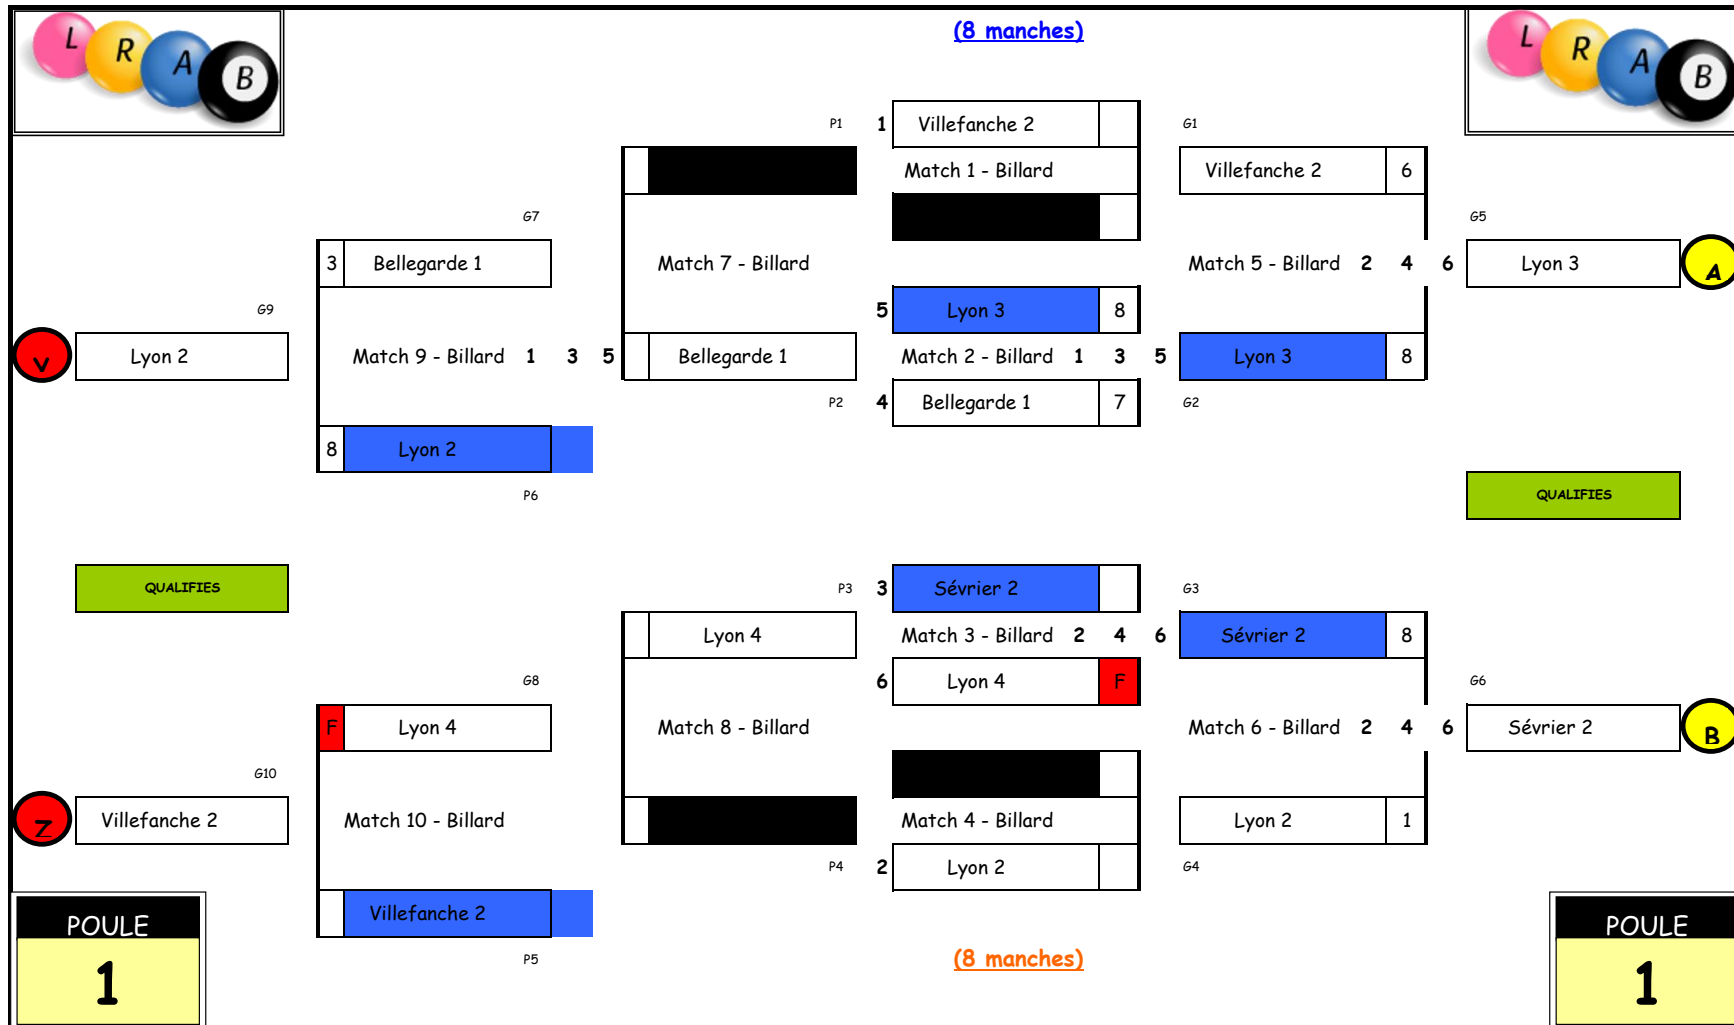 L R A B
(8 manches)
L R A B
P1 1 Villefanche 2 G1
Match 1 - Billard Villefanche 2 6
G7 G5
3 Bellegarde 1 Match 7 - Billard Match 5 - Billard 2 4 6 Lyon 3 A
G9 5 Lyon 3 8
V Lyon 2 Match 9 - Billard 1 3 5 Bellegarde 1 Match 2 - Billard 1 3 5 Lyon 3 8
P2 4 Bellegarde 1 7 G2
8 Lyon 2
P6 QUALIFIES
QUALIFIES P3 3 Sévrier 2 G3
Lyon 4 Match 3 - Billard 2 4 6 Sévrier 2 8
G8 6 Lyon 4 F G6
F Lyon 4 Match 8 - Billard Match 6 - Billard 2 4 6 Sévrier 2 B
G10
Z Villefanche 2 Match 10 - Billard Match 4 - Billard Lyon 2 1
P4 2 Lyon 2 G4
POULE Villefanche 2 POULE
P5 (8 manches)
1 1